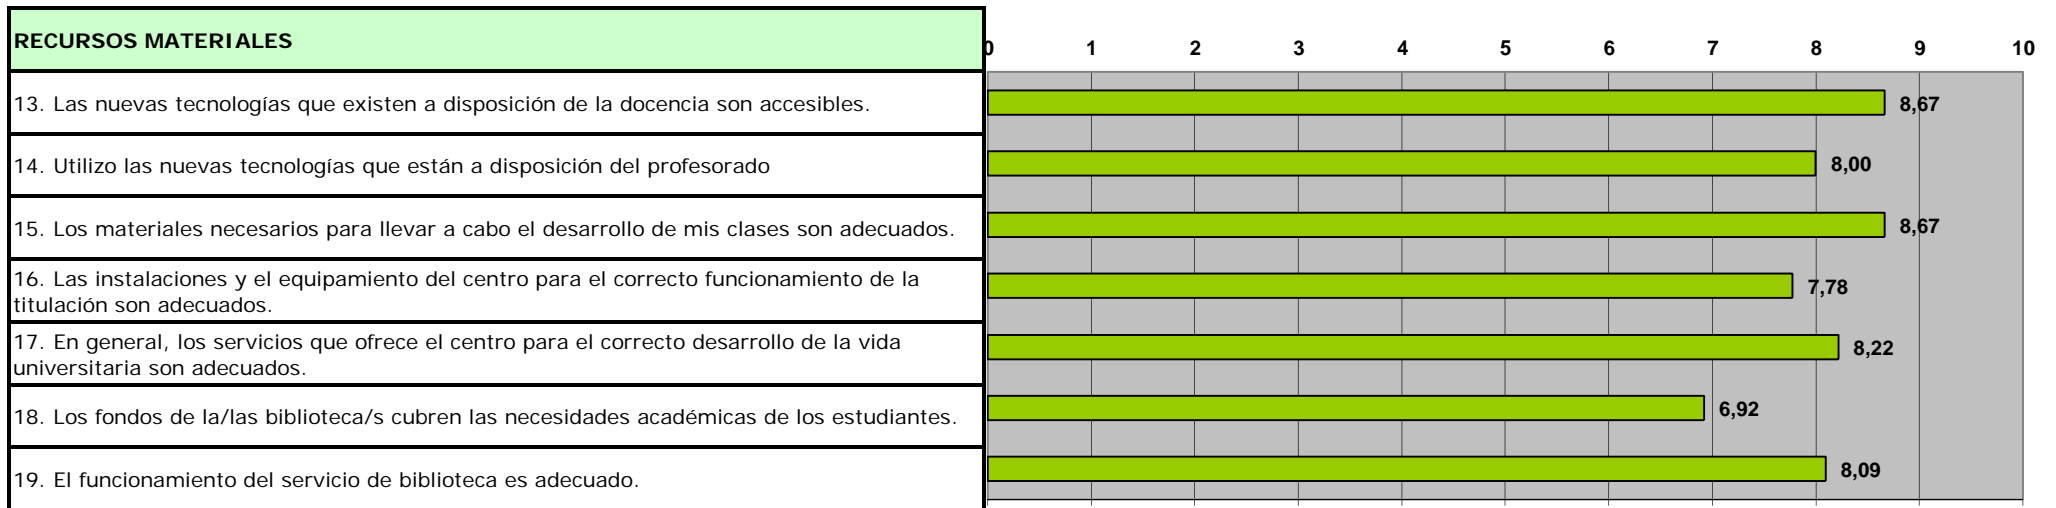 RECURSOS MATERIALES
0 1 2 3 4 5 6 7 8 9 10
13. Las nuevas tecnologías que existen a disposición de la docencia son accesibles.
8,67
14. Utilizo las nuevas tecnologías que están a disposición del profesorado
8,00
15. Los materiales necesarios para llevar a cabo el desarrollo de mis clases son adecuados.
8,67
16. Las instalaciones y el equipamiento del centro para el correcto funcionamiento de la
titulación son adecuados.
7,78
17. En general, los servicios que ofrece el centro para el correcto desarrollo de la vida
universitaria son adecuados.
8,22
18. Los fondos de la/las biblioteca/s cubren las necesidades académicas de los estudiantes.
6,92
19. El funcionamiento del servicio de biblioteca es adecuado.
8,09